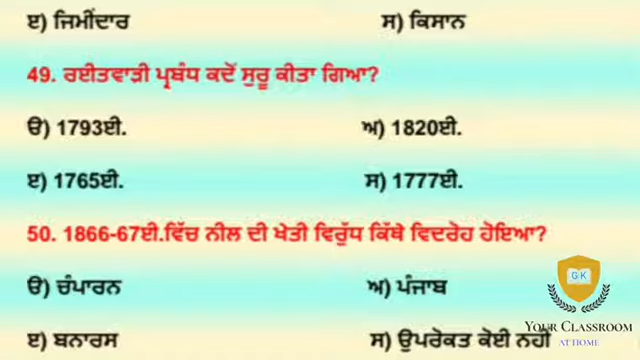 ੲ) ਜਿਮੀਂਦਾਰ ਸ) ਕਿਸਾਨ
49. ਰਈਤਵਾੜੀ ਪ੍ਰਬੰਧ ਕਦੋਂ ਸੁਰੂ ਕੀਤਾ ਗਿਆ?
ੳ) 1793ਈ. ਅ) 1820ਈ.
ੲ) 1765ਈ. ਸ) 1777ਈ.
50. 1866-67ਈ.ਵਿੱਚ ਨੀਲ ਦੀ ਖੇਤੀ ਵਿਰੁੱਧ ਕਿੱਥੇ ਵਿਦਰੋਹ ਹੋਇਆ?
ੳ) ਚੰਪਾਰਨ ਅ) ਪੰਜਾਬ
ੲ) ਬਨਾਰਸ ਸ) ਉਪਰੋਕਤ ਕੋਈ ਨਹੀਂ
GK
YOUR CLASSROOM
AT HOME